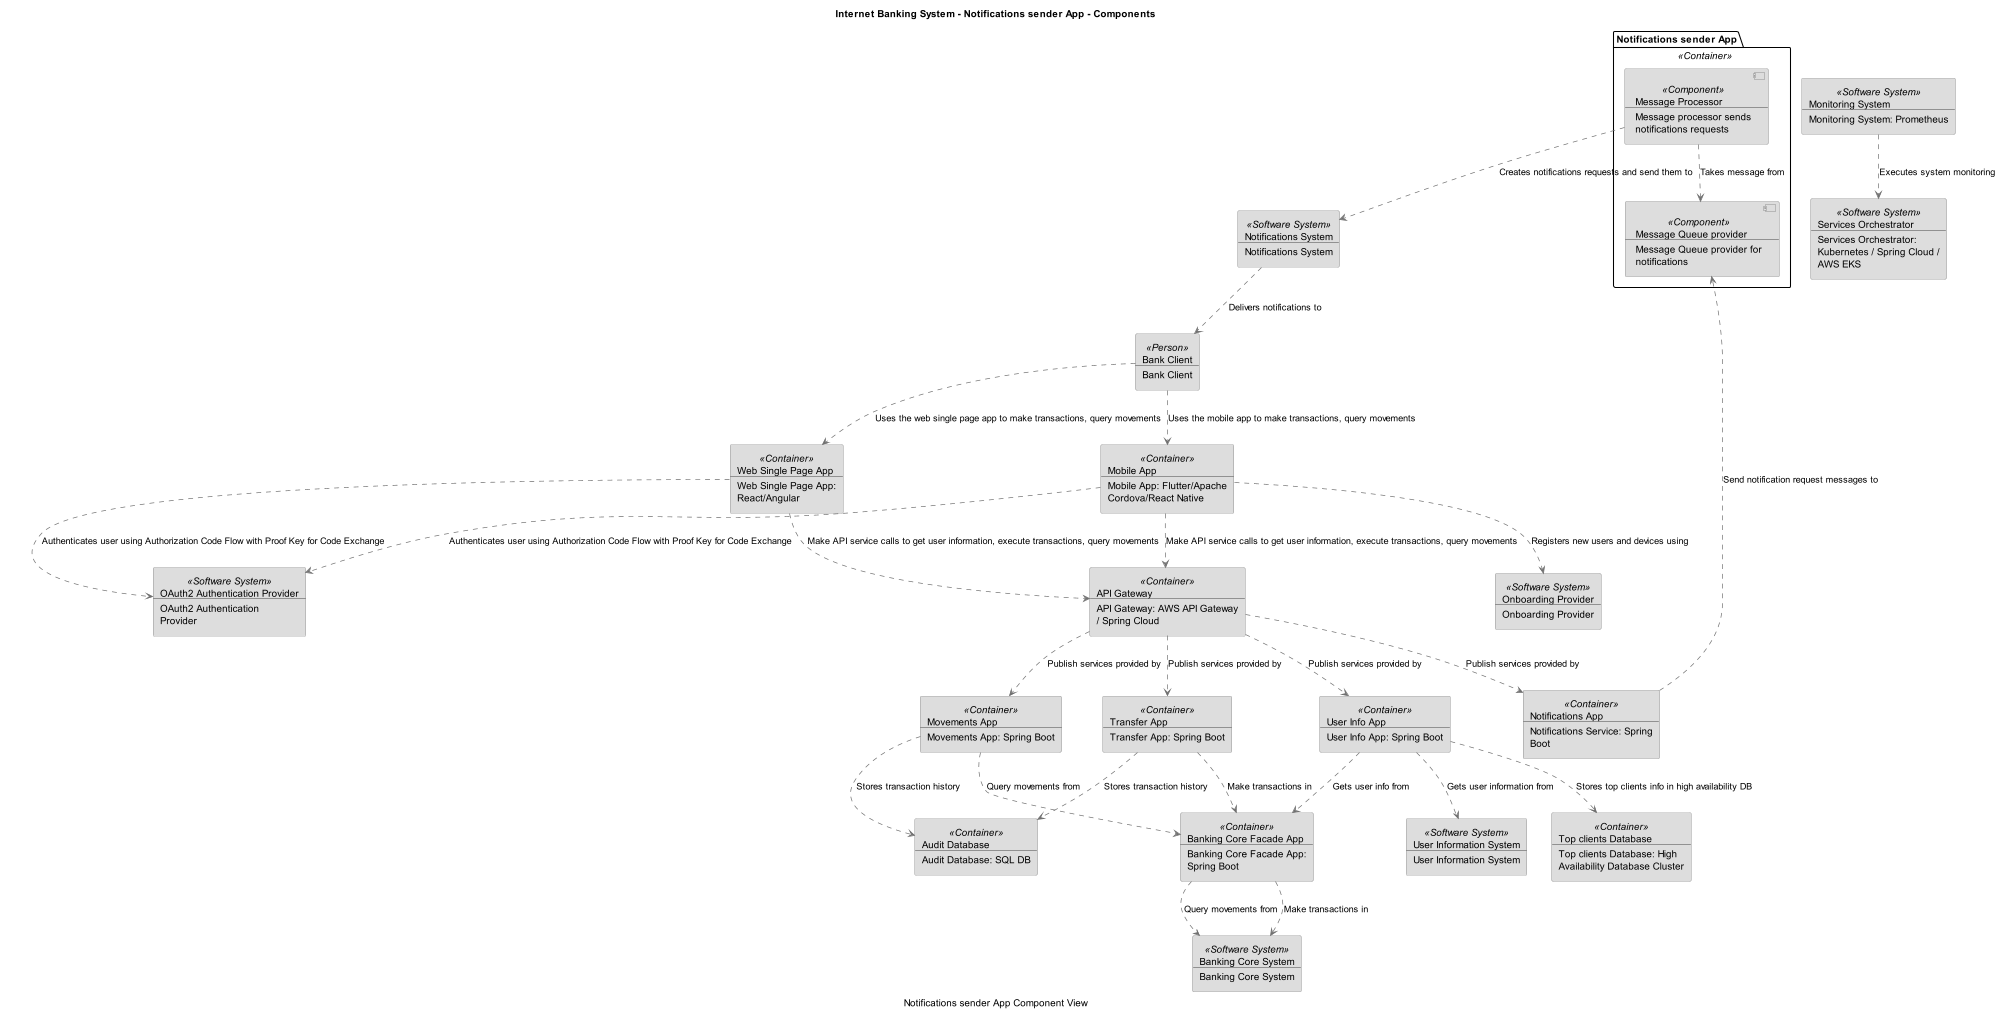 Internet Banking System - Notifications sender App - Components
Notifications sender App
«Container»
«Component»
Message Processor
Message processor sends
notifications requests
«Software System»
Monitoring System
Monitoring System: Prometheus
Creates notifications requests and send them to
Takes message from
Executes system monitoring
«Component»
Message Queue provider
Message Queue provider for
notifications
«Software System»
Services Orchestrator
Services Orchestrator:
Kubernetes / Spring Cloud /
AWS EKS
«Software System»
Notifications System
Notifications System
Delivers notifications to
«Person»
Bank Client
Bank Client
Uses the web single page app to make transactions, query movements
Uses the mobile app to make transactions, query movements
«Container»
Web Single Page App
Web Single Page App:
React/Angular
«Container»
Mobile App
Mobile App: Flutter/Apache
Cordova/React Native
Send notification request messages to
Authenticates user using Authorization Code Flow with Proof Key for Code Exchange
Authenticates user using Authorization Code Flow with Proof Key for Code Exchange
Make API service calls to get user information, execute transactions, query movements
Make API service calls to get user information, execute transactions, query movements
Registers new users and devices using
«Software System»
OAuth2 Authentication Provider
OAuth2 Authentication
Provider
«Container»
API Gateway
API Gateway: AWS API Gateway
/ Spring Cloud
«Software System»
Onboarding Provider
Onboarding Provider
Publish services provided by
Publish services provided by
Publish services provided by
Publish services provided by
«Container»
Movements App
Movements App: Spring Boot
«Container»
Transfer App
Transfer App: Spring Boot
«Container»
User Info App
User Info App: Spring Boot
«Container»
Notifications App
Notifications Service: Spring
Boot
Stores transaction history
Query movements from
Stores transaction history
Make transactions in
Gets user info from
Gets user information from
Stores top clients info in high availability DB
«Container»
Audit Database
Audit Database: SQL DB
«Container»
Banking Core Facade App
Banking Core Facade App:
Spring Boot
«Software System»
User Information System
User Information System
«Container»
Top clients Database
Top clients Database: High
Availability Database Cluster
Query movements from
Make transactions in
«Software System»
Banking Core System
Banking Core System
Notifications sender App Component View